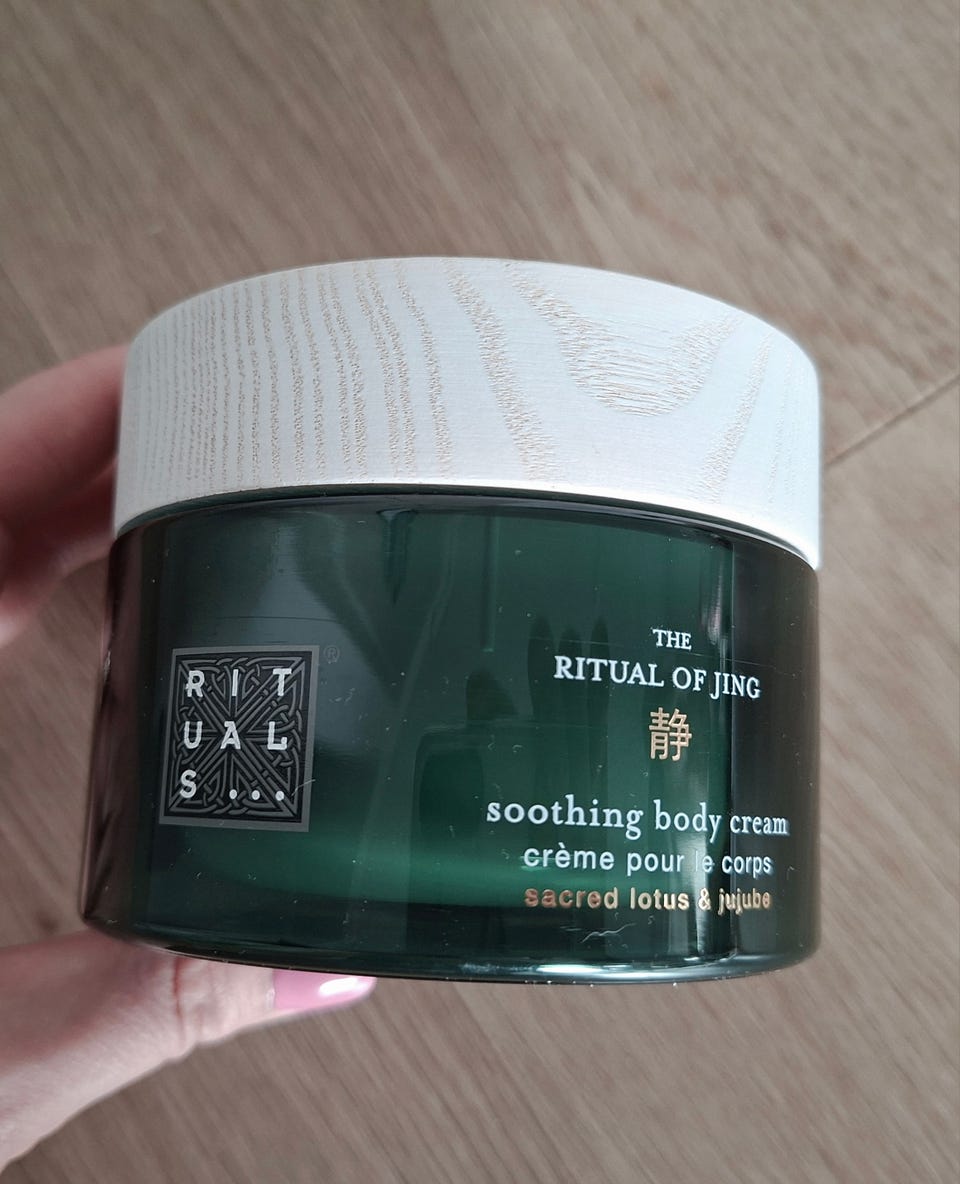 RIT
UAL
S...
®
THE
RITUAL OF JING
静
soothing body cream
crème pour le corps
sacred lotus & jujube